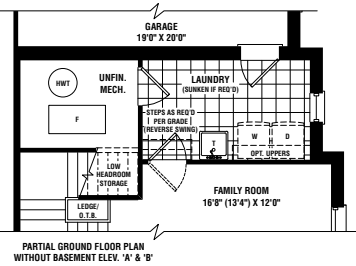 GARAGE
19'0" X 20'0"
UNFIN.
MECH.
HWT
F
LAUNDRY
(SUNKEN IF REQ'D)
STEPS AS REQ'D
PER GRADE
(REVERSE SWING)
W
D
OPT. UPPERS
LOW
HEADROOM
STORAGE
LEDGE/
O.T.B.
FAMILY ROOM
16'8" (13'4") X 12'0"
PARTIAL GROUND FLOOR PLAN
WITHOUT BASEMENT ELEV. 'A' & 'B'